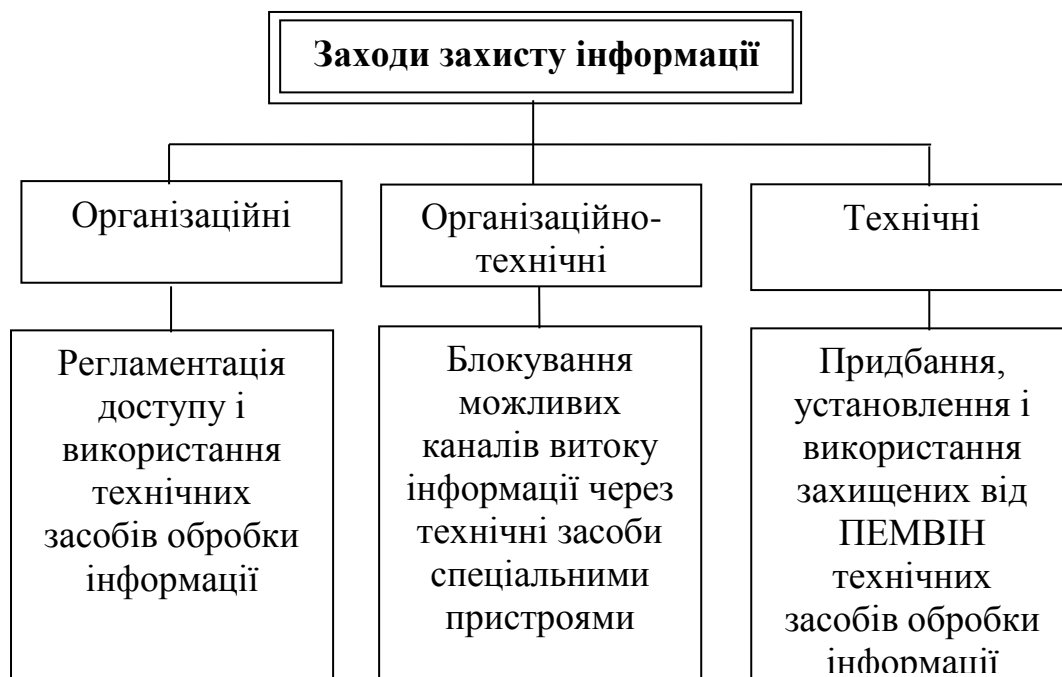 Заходи захисту інформації
Організаційні
Організаційно-
технічні
Технічні
Регламентація
доступу і
використання
технічних
засобів обробки
інформації
Блокування
можливих
каналів витоку
інформації через
технічні засоби
спеціальними
пристроями
Придбання,
установлення і
використання
захищених від
ПЕМВІН
технічних
засобів обробки
інформації